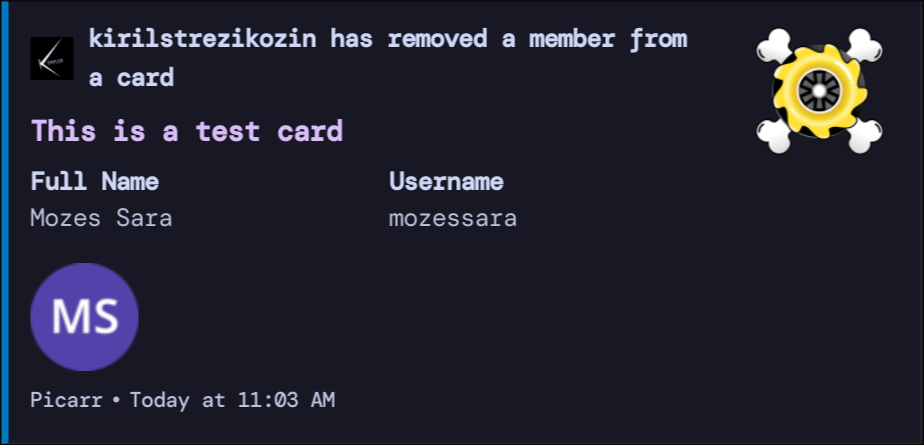 kirilstrezikozin has removed a member from
a card
This is a test card
Full Name Username
Mozes Sara mozessara
MS
Picarr • Today at 11:03 AM